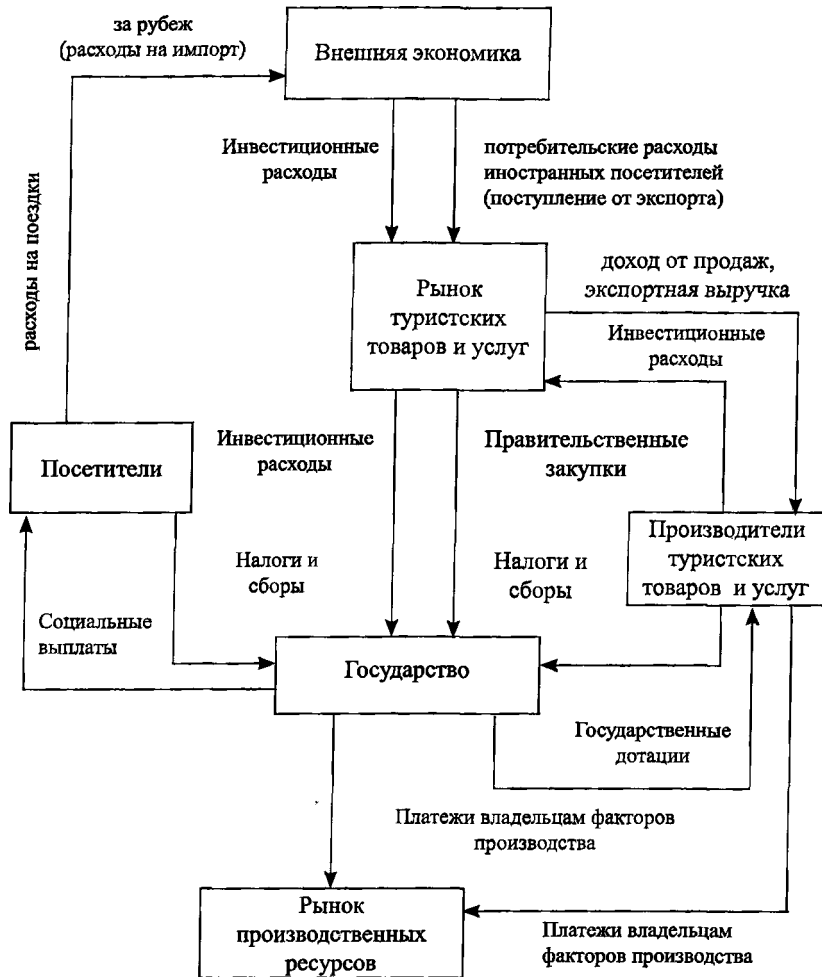 за рубеж
(расходы на импорт)
Внешняя экономика
Инвестиционные
расходы
потребительские расходы
иностранных посетителей
(поступление от экспорта)
расходы на поездки
Рынок
туристских
товаров и услуг
доход от продаж,
экспортная выручка
Инвестиционные
расходы
Посетители
Инвестиционные
расходы
Правительственные
закупки
Производители
туристских
товаров и услуг
Налоги и
сборы
Налоги и
сборы
Социальные
выплаты
Государство
Государственные
дотации
Платежи владельцам факторов
производства
Рынок
производственных
ресурсов
Платежи владельцам
факторов производства